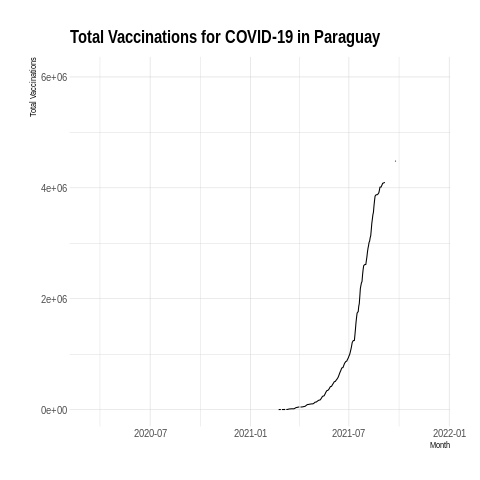 Total Vaccinations for COVID-19 in Paraguay
Total Vaccinations
6e+06
4e+06
2e+06
0e+00
2020-07
2021-01
2021-07
2022-01
Month